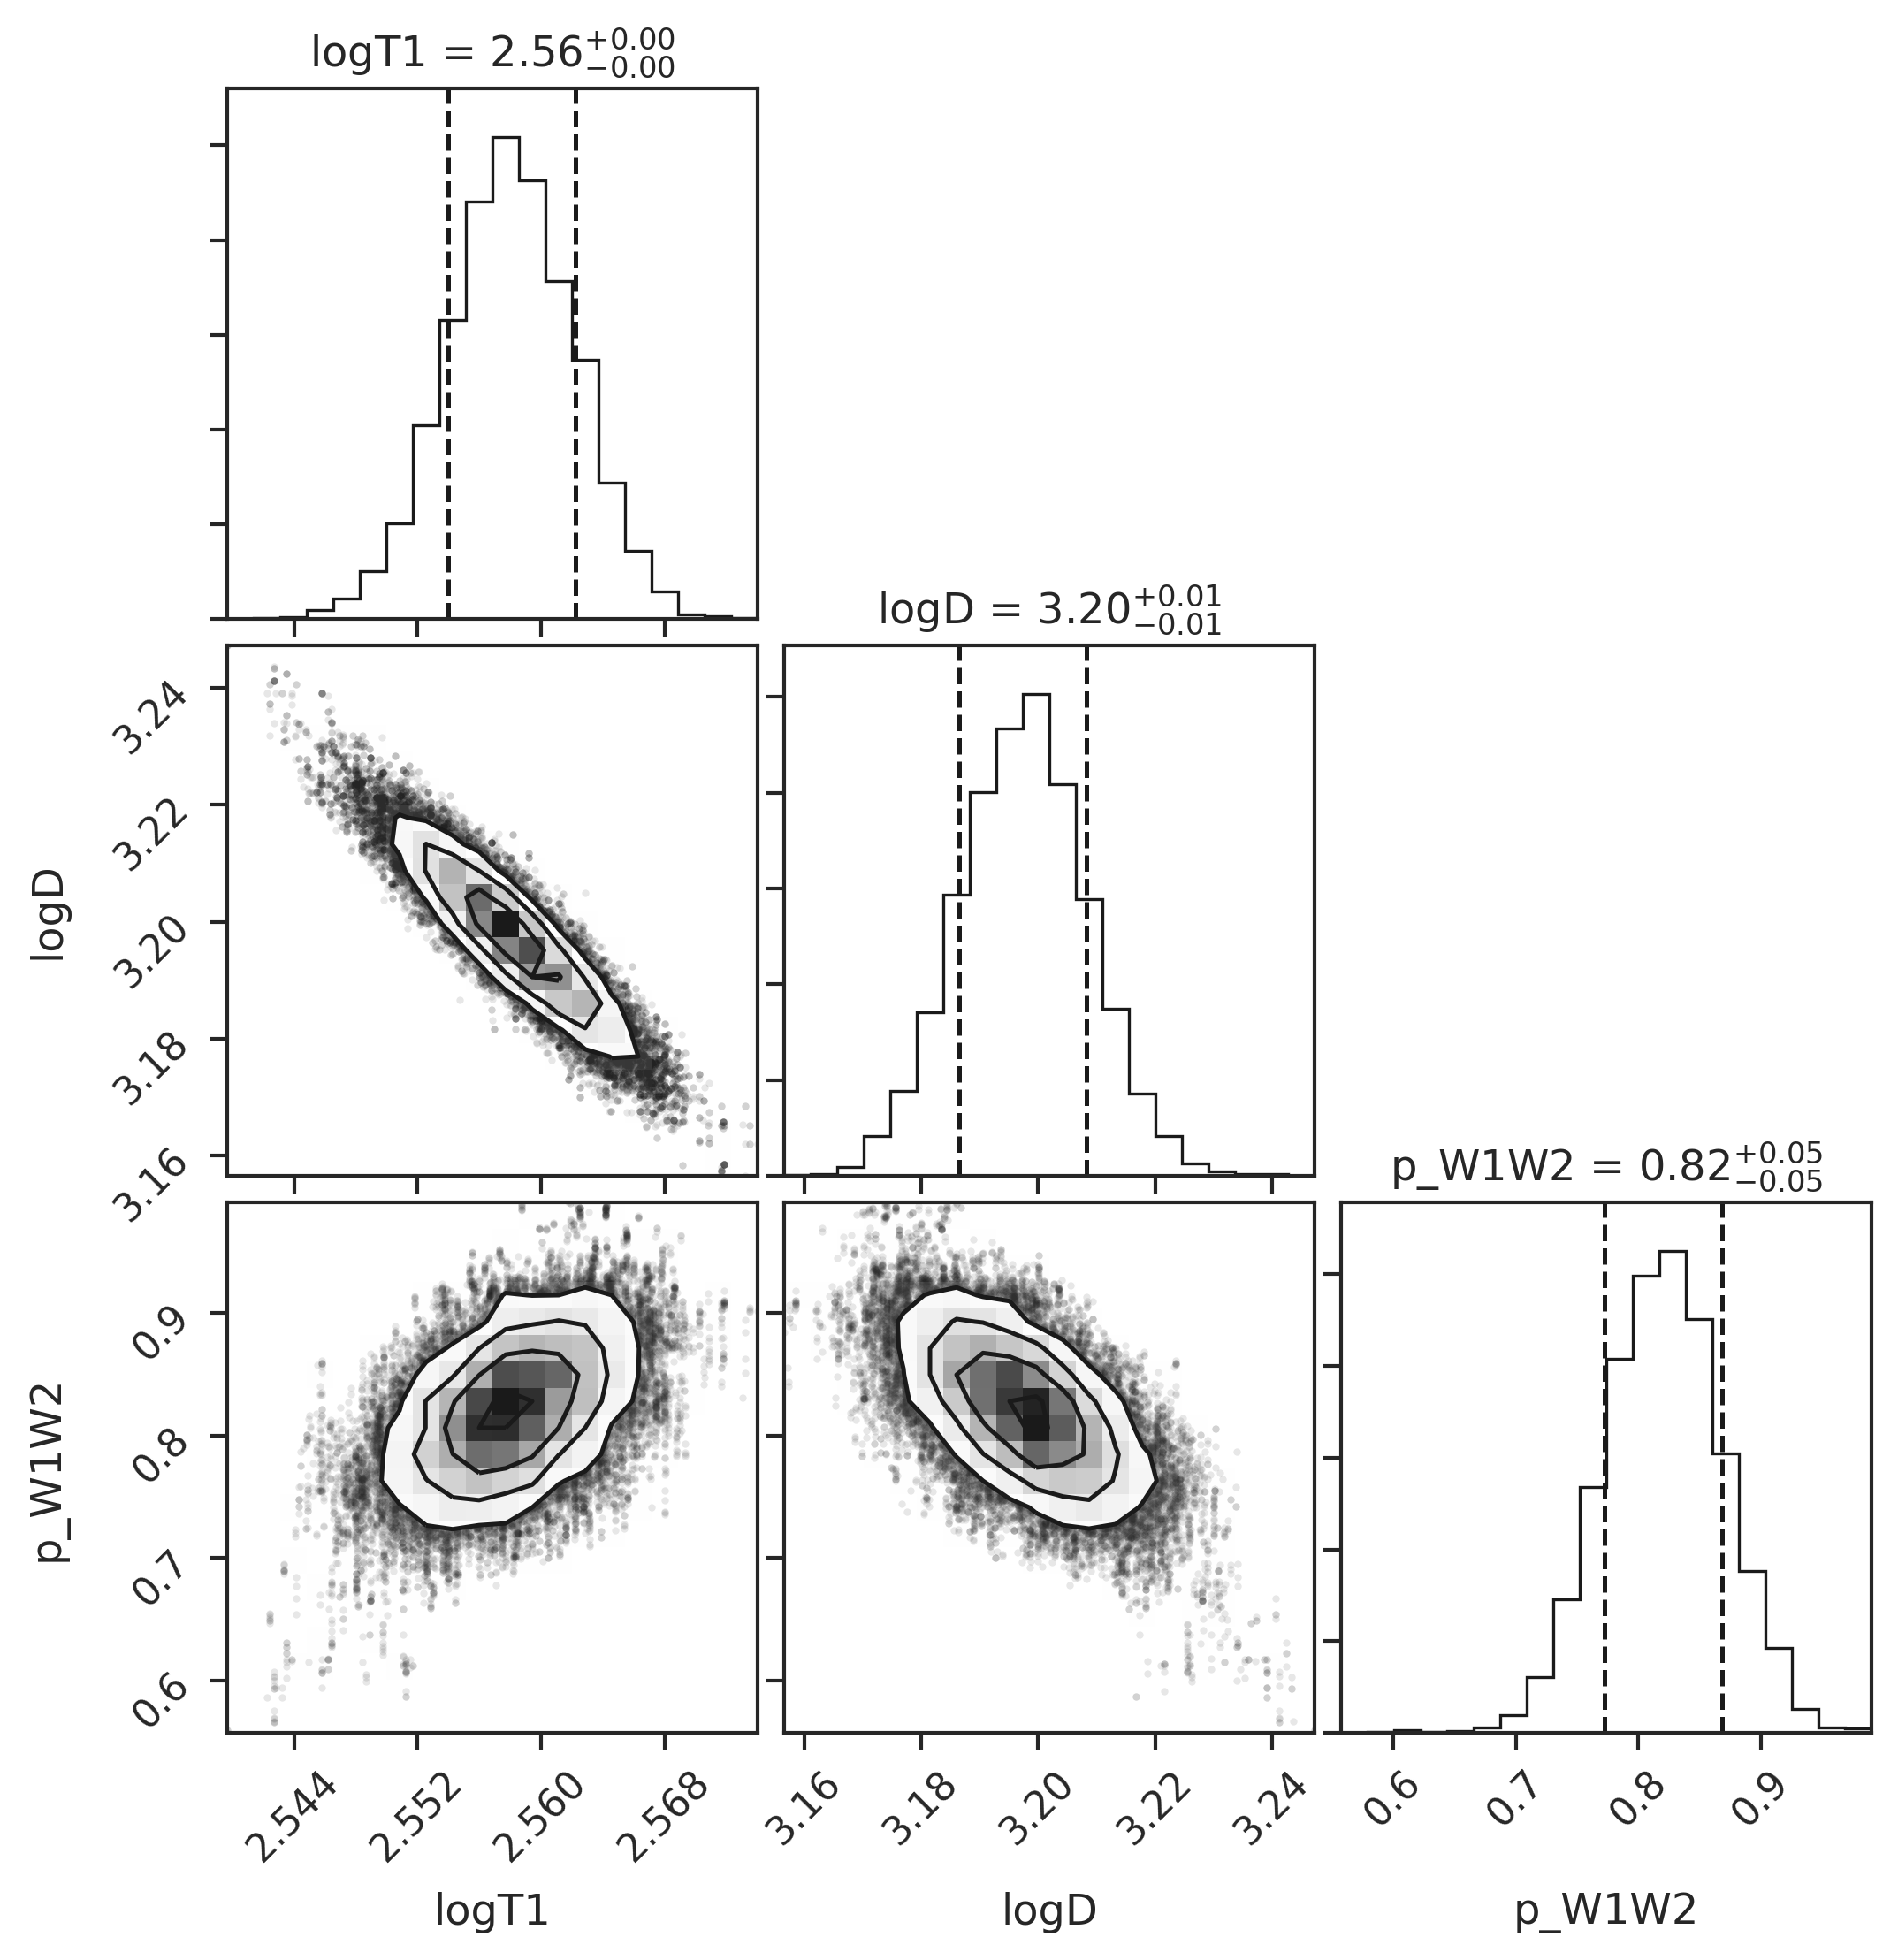 logT1 = 2.56+0.00−0.00
logD = 3.20+0.01−0.01
p_W1W2 = 0.82+0.05−0.05
logD
3.24
3.22
3.20
3.18
3.16
p_W1W2
0.9
0.8
0.7
0.6
2.544 2.552 2.560 2.568
3.16 3.18 3.20 3.22 3.24
0.6 0.7 0.8 0.9
logT1
logD
p_W1W2